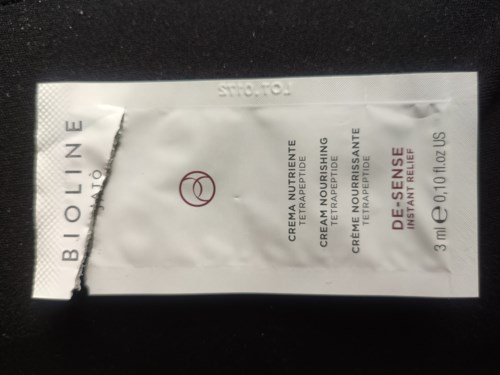 BIOLINE
CREMA NUTRIENTE
TETRAPEPTIDE
CREAM NOURISHING
TETRAPEPTIDE
CRÈME NOURRISSANTE
TETRAPEPTIDE
DE-SENSE
INSTANT RELIEF
3 ml ℮ 0,10 fl.oz US